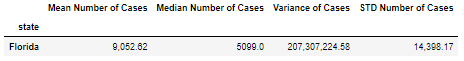 Mean Number of Cases Median Number of Cases Variance of Cases STD Number of Cases
state
Florida 9,052.62 5099.0 207,307,224.58 14,398.17